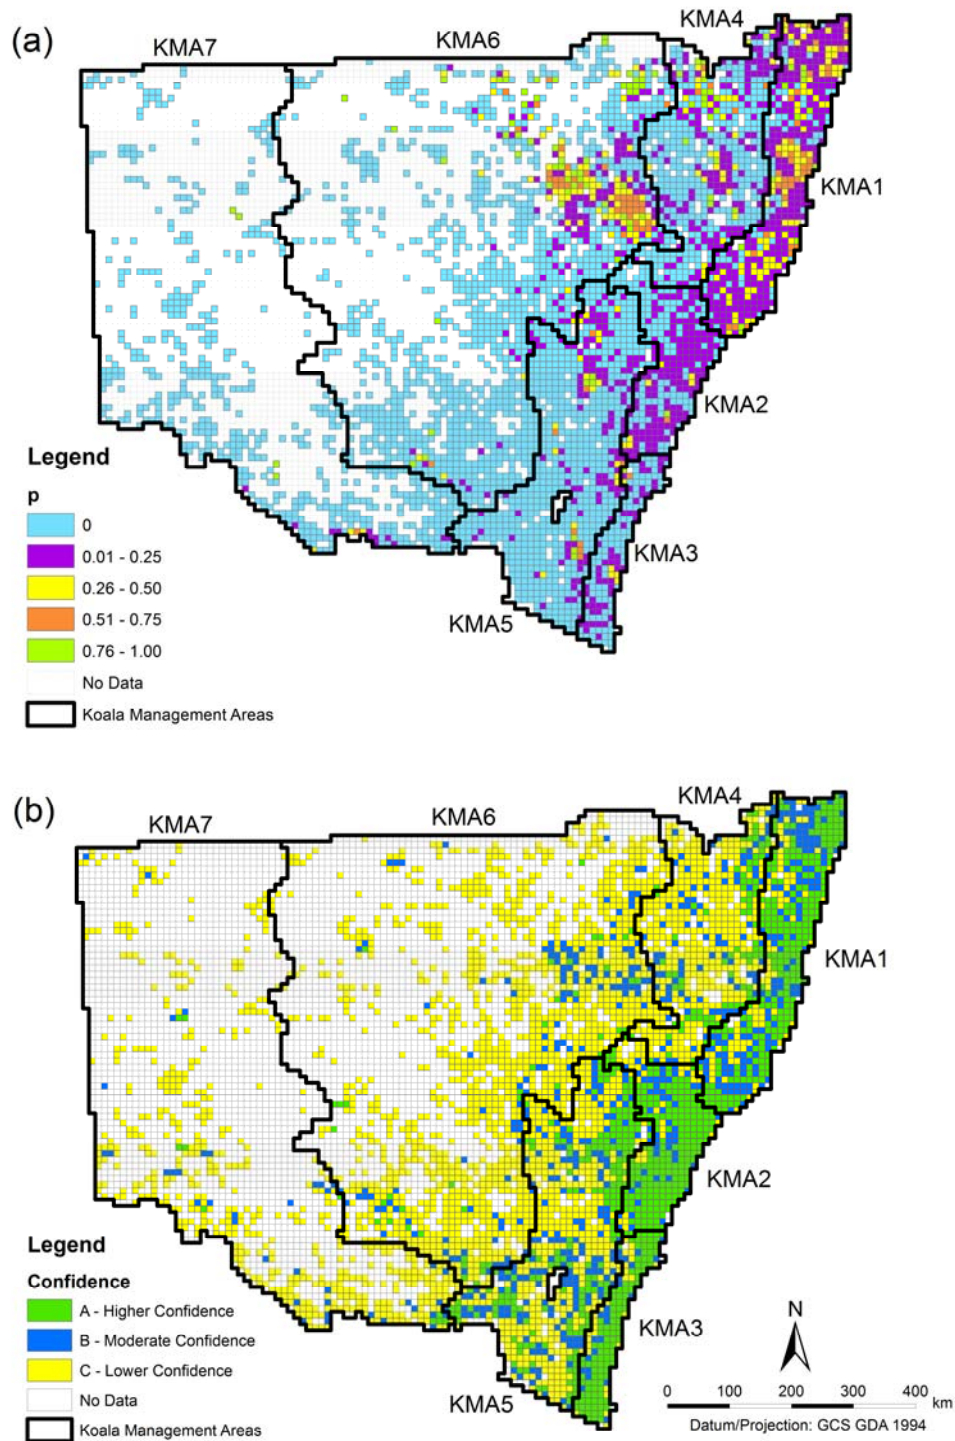 (a)
KMA7
KMA6
KMA4
KMA1
KMA2
KMA3
KMA5
Legend
p
0
0.01 - 0.25
0.26 - 0.50
0.51 - 0.75
0.76 - 1.00
No Data
Koala Management Areas
(b)
KMA7
KMA6
KMA4
KMA1
KMA2
KMA3
KMA5
Legend
Confidence
A - Higher Confidence
B - Moderate Confidence
C - Lower Confidence
No Data
Koala Management Areas
N
0 100 200 300 400
km
Datum/Projection: GCS GDA 1994